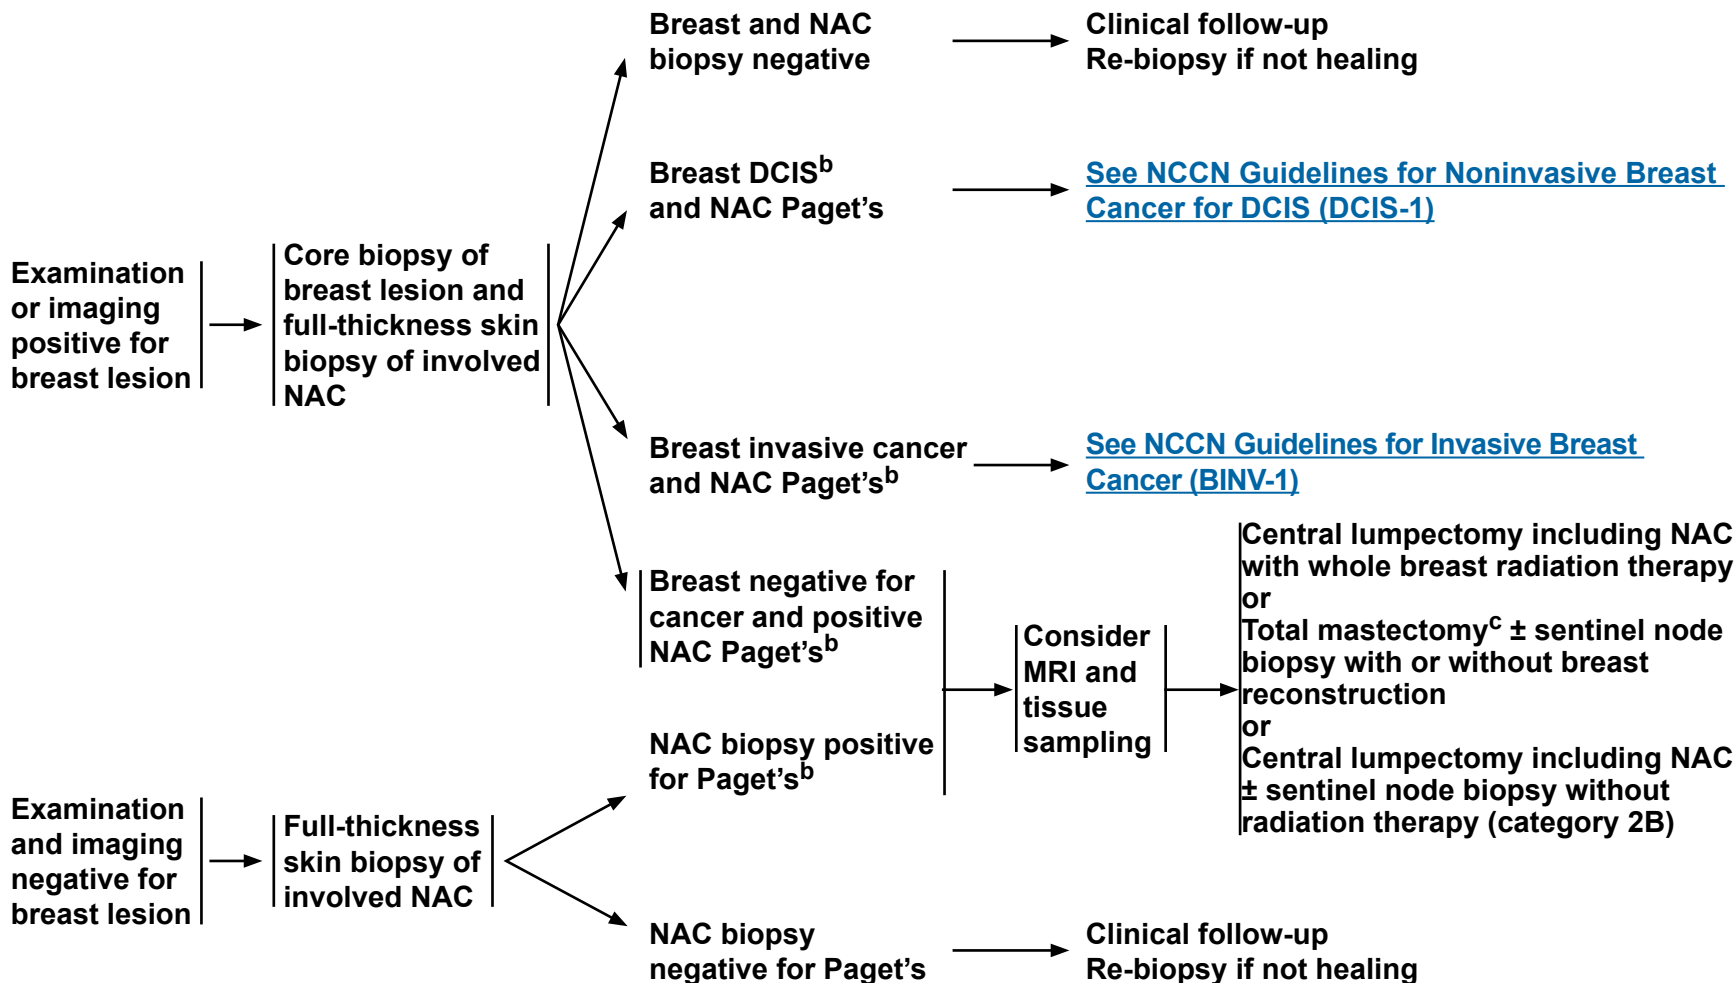 Breast and NAC
biopsy negative
Clinical follow-up
Re-biopsy if not healing
Breast DCISb
and NAC Paget’s
See NCCN Guidelines for Noninvasive Breast
Cancer for DCIS (DCIS-1)
Examination
or imaging
positive for
breast lesion
Core biopsy of
breast lesion and
full-thickness skin
biopsy of involved
NAC
Breast invasive cancer
and NAC Paget’sb
See NCCN Guidelines for Invasive Breast
Cancer (BINV-1)
Breast negative for
cancer and positive
NAC Paget’sb
Consider
MRI and
tissue
sampling
Central lumpectomy including NAC
with whole breast radiation therapy
or
Total mastectomyc ± sentinel node
biopsy with or without breast
reconstruction
or
Central lumpectomy including NAC
± sentinel node biopsy without
radiation therapy (category 2B)
NAC biopsy positive
for Paget’sb
Examination
and imaging
negative for
breast lesion
Full-thickness
skin biopsy of
involved NAC
NAC biopsy
negative for Paget’s
Clinical follow-up
Re-biopsy if not healing